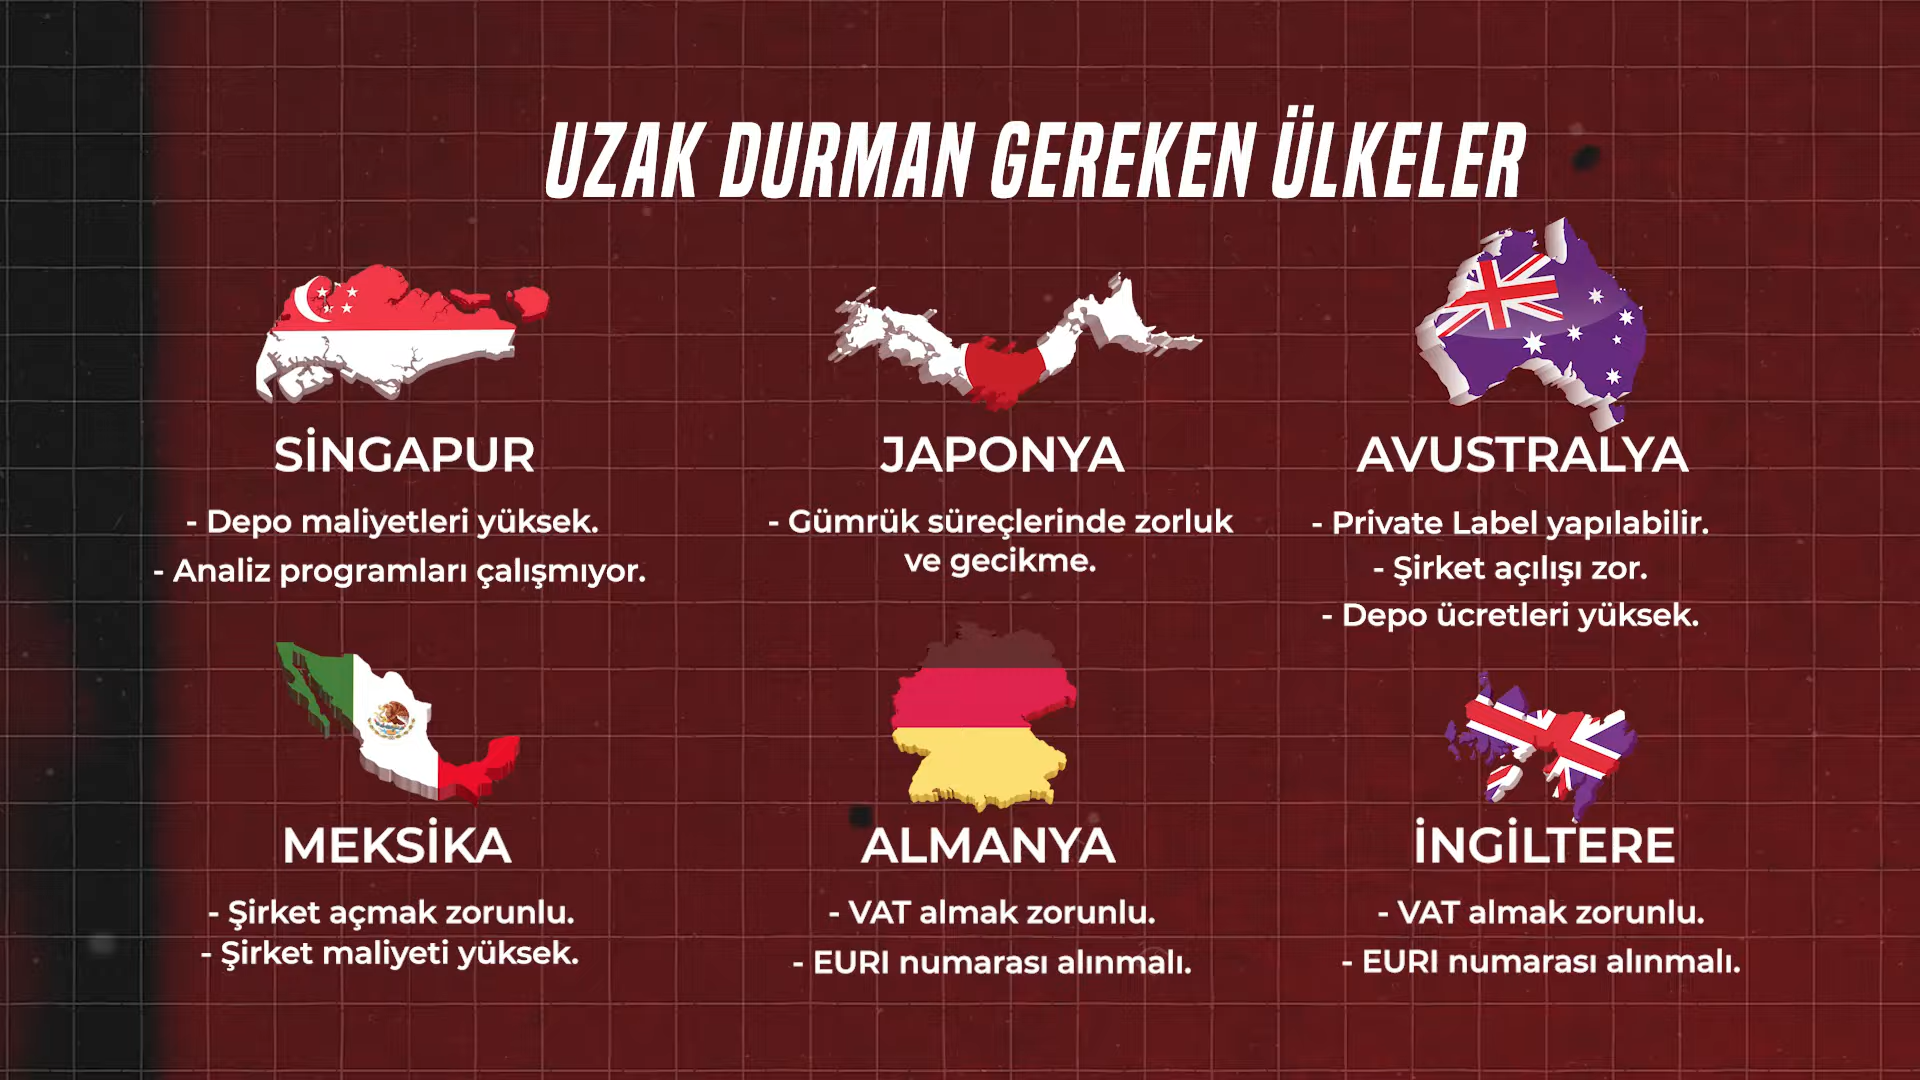 UZAK DURMAN GEREKEN ÜLKELER
SİNGAPUR
- Depo maliyetleri yüksek.
- Analiz programları çalışmıyor.
JAPONYA
- Gümrük süreçlerinde zorluk
ve gecikme.
AVUSTRALYA
- Private Label yapılabilir.
- Şirket açılışı zor.
- Depo ücretleri yüksek.
MEKSİKA
- Şirket açmak zorunlu.
- Şirket maliyeti yüksek.
ALMANYA
- VAT almak zorunlu.
- EURI numarası alınmalı.
İNGİLTERE
- VAT almak zorunlu.
- EURI numarası alınmalı.